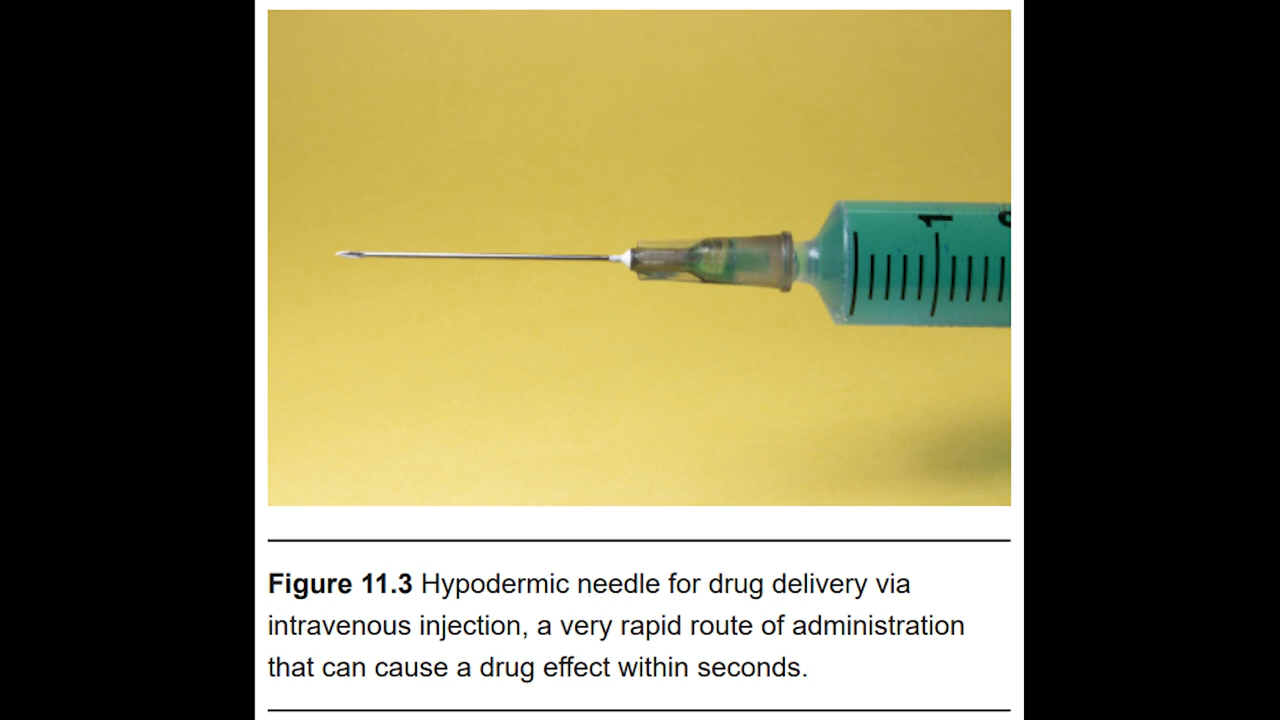 1
Figure 11.3 Hypodermic needle for drug delivery via
intravenous injection, a very rapid route of administration
that can cause a drug effect within seconds.